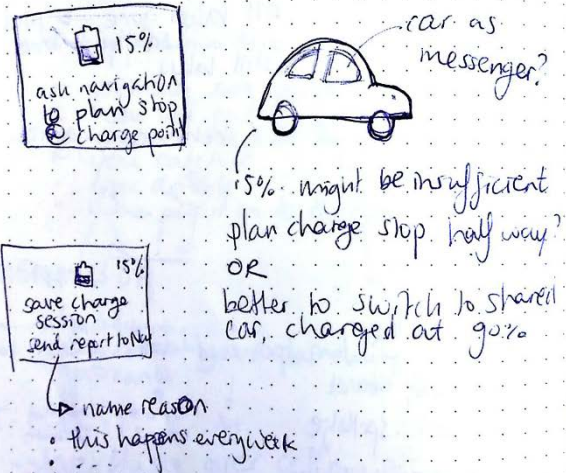 15%
ask navigation
to plan stop
@ charge point
car as
messenger?
15% might be insufficient
plan charge stop half way?
OR
better to switch to shared
car, charged at 90%
15%
save charge
session
send report to Nav
name reason
this happens every week